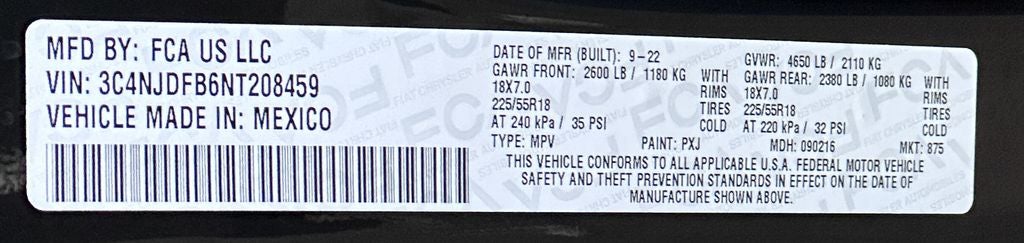 MFD BY: FCA US LLC
VIN: 3C4NJDFB6NT208459
VEHICLE MADE IN: MEXICO
DATE OF MFR (BUILT): 9-22 GVWR: 4650 LB / 2110 KG
GAWR FRONT: 2600 LB / 1180 KG WITH GAWR REAR: 2380 LB / 1080 KG WITH
18X7.0 RIMS 18X7.0 RIMS
225/55R18 TIRES 225/55R18 TIRES
AT 240 kPa / 35 PSI COLD AT 220 kPa / 32 PSI COLD
TYPE: MPV PAINT: PXJ MDH: 090216 MKT: 875
THIS VEHICLE CONFORMS TO ALL APPLICABLE U.S.A. FEDERAL MOTOR VEHICLE
SAFETY AND THEFT PREVENTION STANDARDS IN EFFECT ON THE DATE OF
MANUFACTURE SHOWN ABOVE.